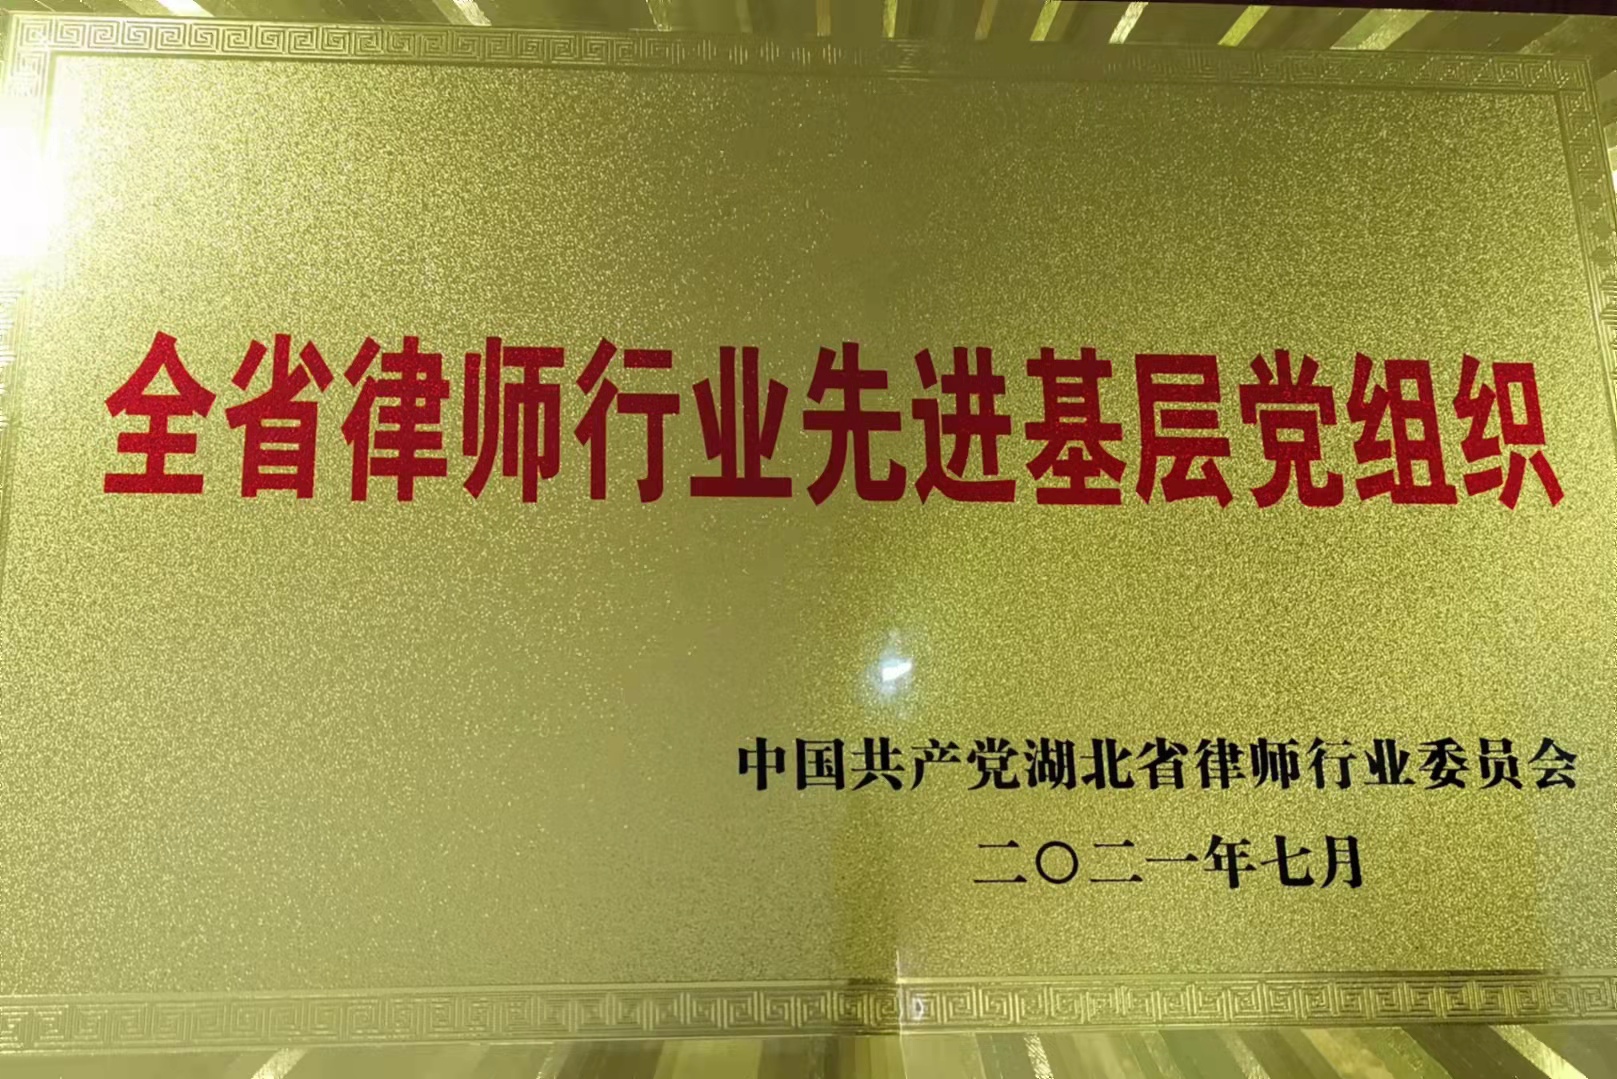 全省律师行业先进基层党组织
中国共产党湖北省律师行业委员会
二〇二一年七月